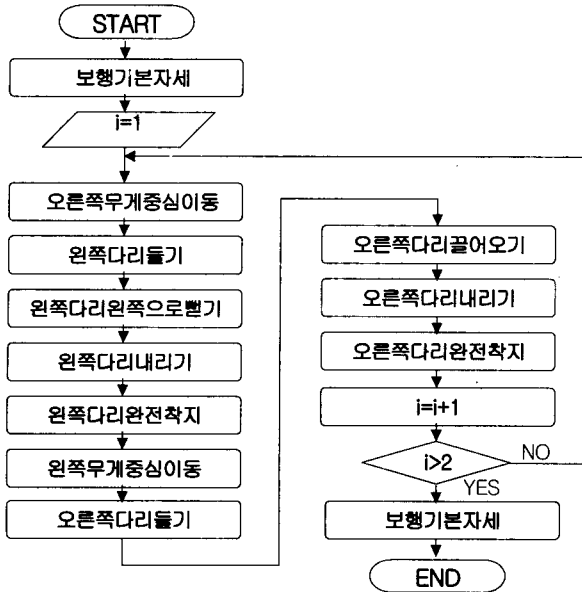 START
보행기본자세
i=1
오른쪽무게중심이동
왼쪽다리들기
왼쪽다리왼쪽으로뻗기
왼쪽다리내리기
왼쪽다리완전착지
왼쪽무게중심이동
오른쪽다리들기
오른쪽다리끌어오기
오른쪽다리내리기
오른쪽다리완전착지
i=i+1
i>2
NO
YES
보행기본자세
END